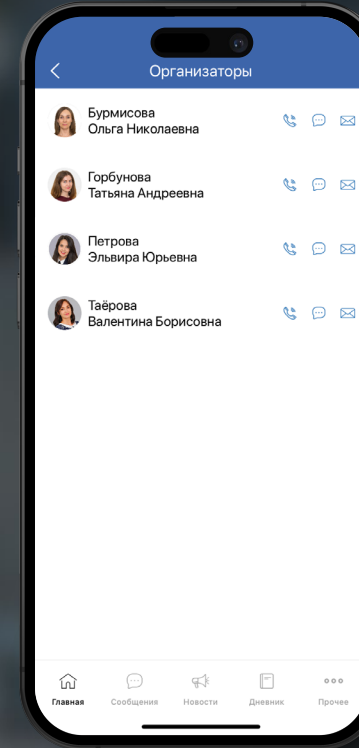 Организаторы
Бурмисова
Ольга Николаевна
Горбунова
Татьяна Андреевна
Петрова
Эльвира Юрьевна
Таёрова
Валентина Борисовна
Главная
Сообщения
Новости
Дневник
Прочее